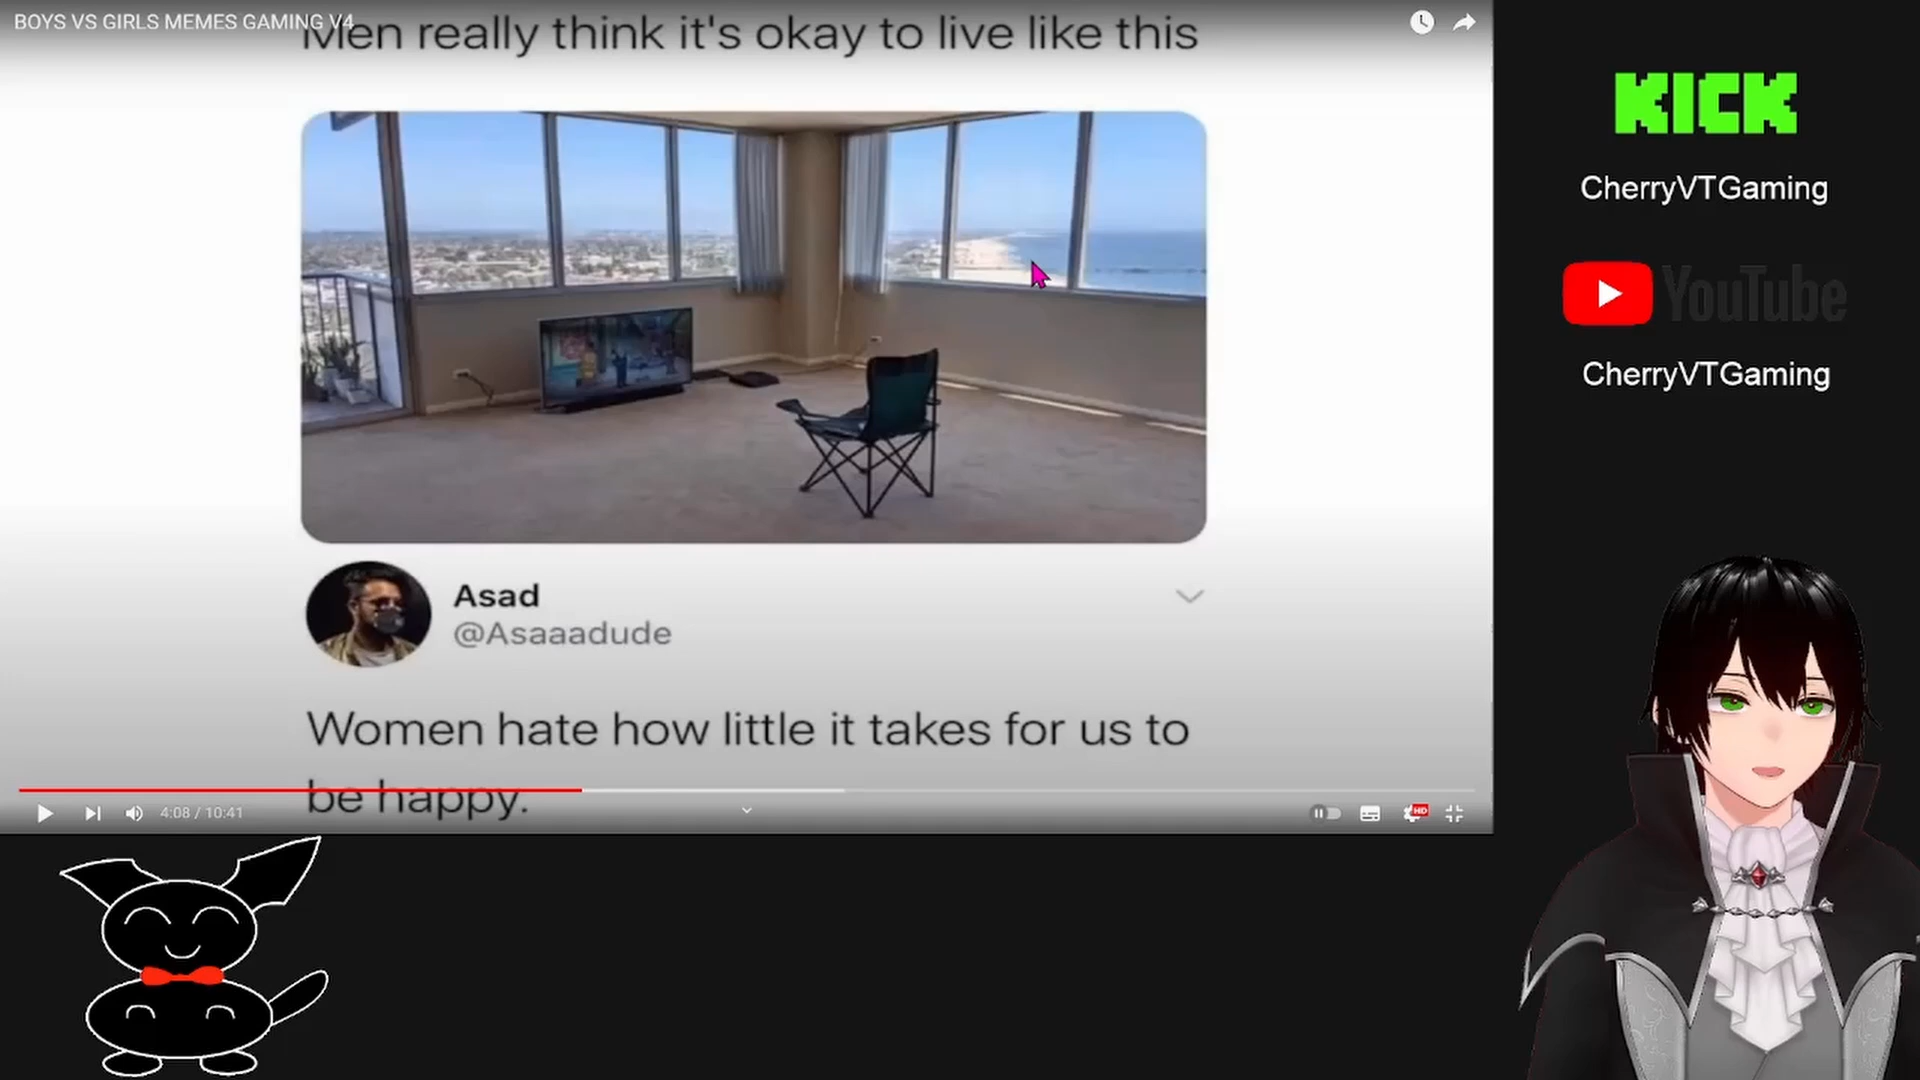 BOYS VS GIRLS MEMES GAMING V4
Men really think it's okay to live like this
Asad
@Asaaadude
Women hate how little it takes for us to
be happy.
4:08 / 10:41
HD
KICK
CherryVTGaming
YouTube
CherryVTGaming